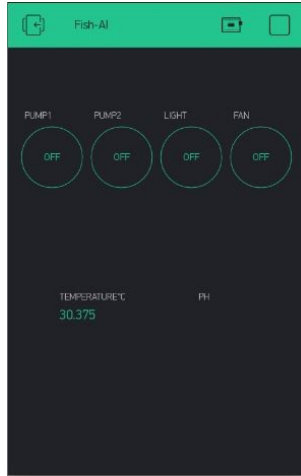 Fish-AI
PUMP1 PUMP2 LIGHT FAN
OFF OFF OFF OFF
TEMPERATURE°C PH
30.375